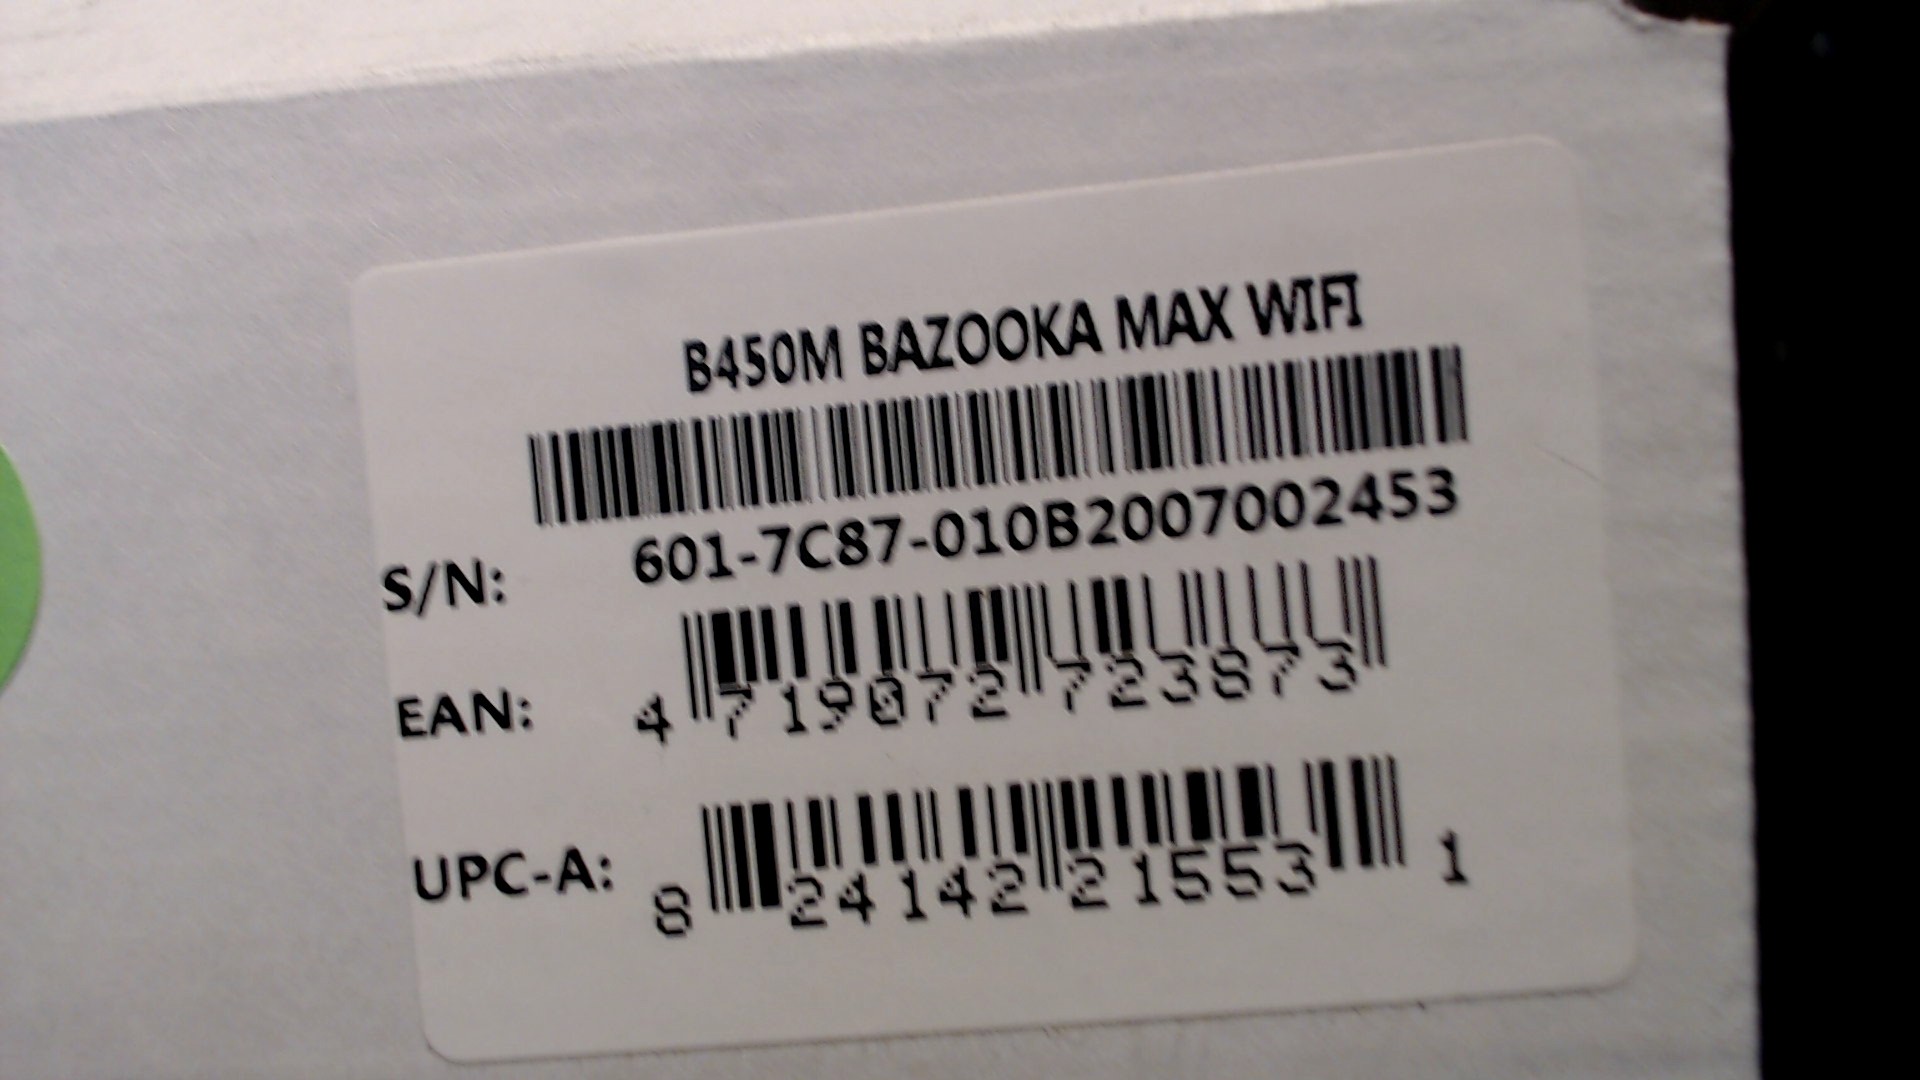 B450M BAZOOKA MAX WIFI
S/N: 601-7C87-010B2007002453
EAN: 4 719072 723873
UPC-A: 8 24142 21553 1